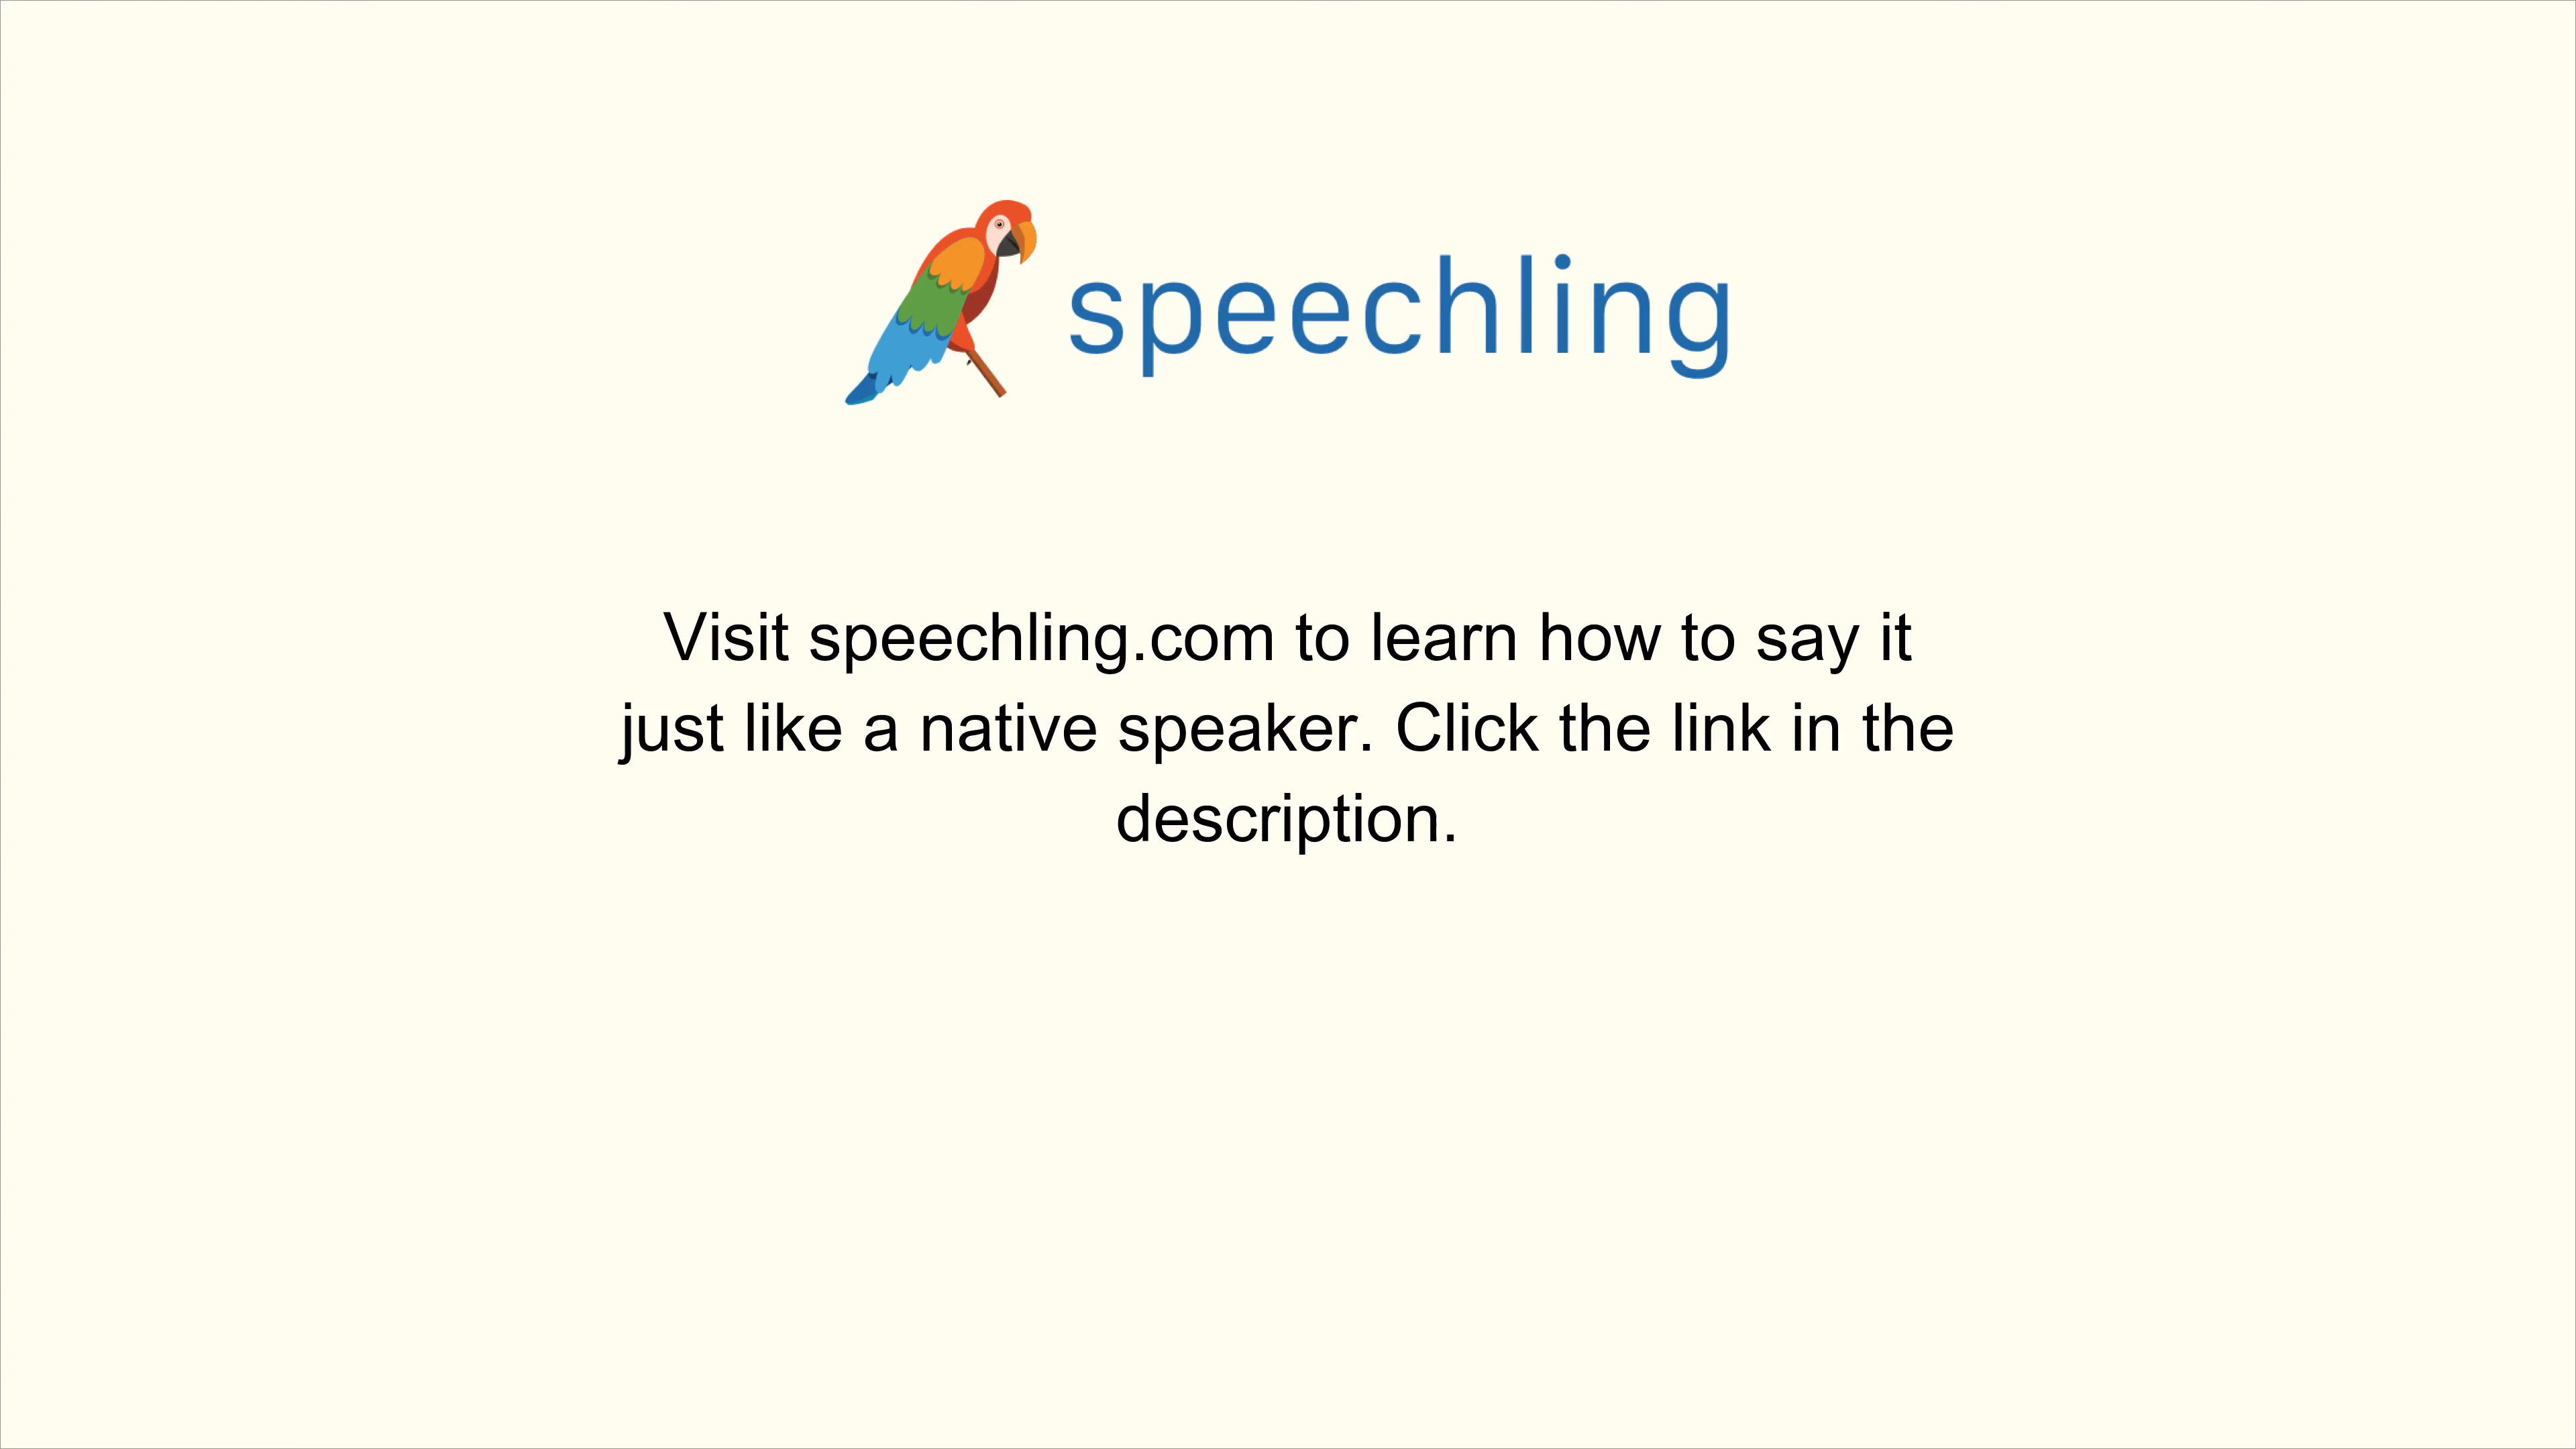 speechling
Visit speechling.com to learn how to say it
just like a native speaker. Click the link in the
description.